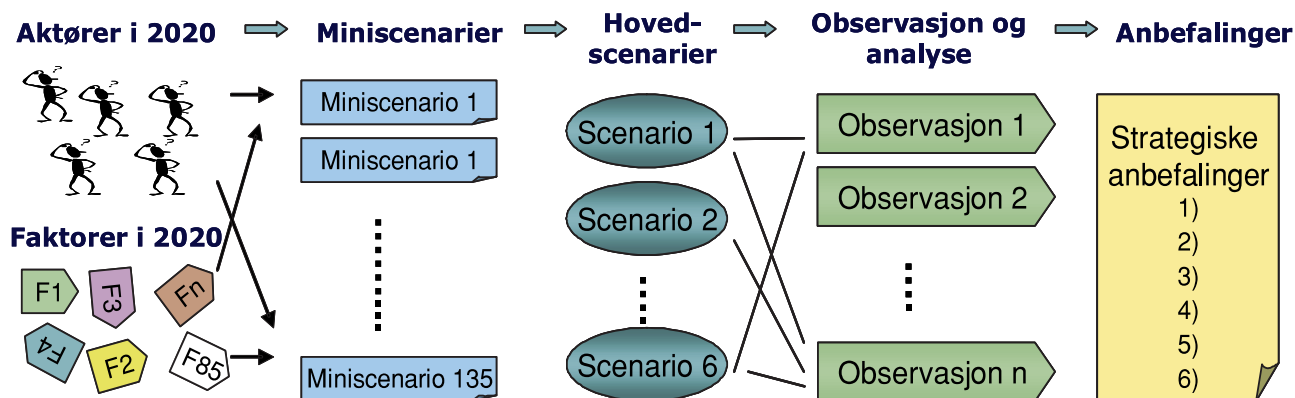 Aktører i 2020
Miniscenarier
Hoved-
scenarier
Observasjon og
analyse
Anbefalinger
? ? ?
? ?
Faktorer i 2020
F1
F3
Fn
F4
F2
F85
Miniscenario 1
Miniscenario 1
Miniscenario 135
Scenario 1
Scenario 2
Scenario 6
Observasjon 1
Observasjon 2
Observasjon n
Strategiske
anbefalinger
1)
2)
3)
4)
5)
6)